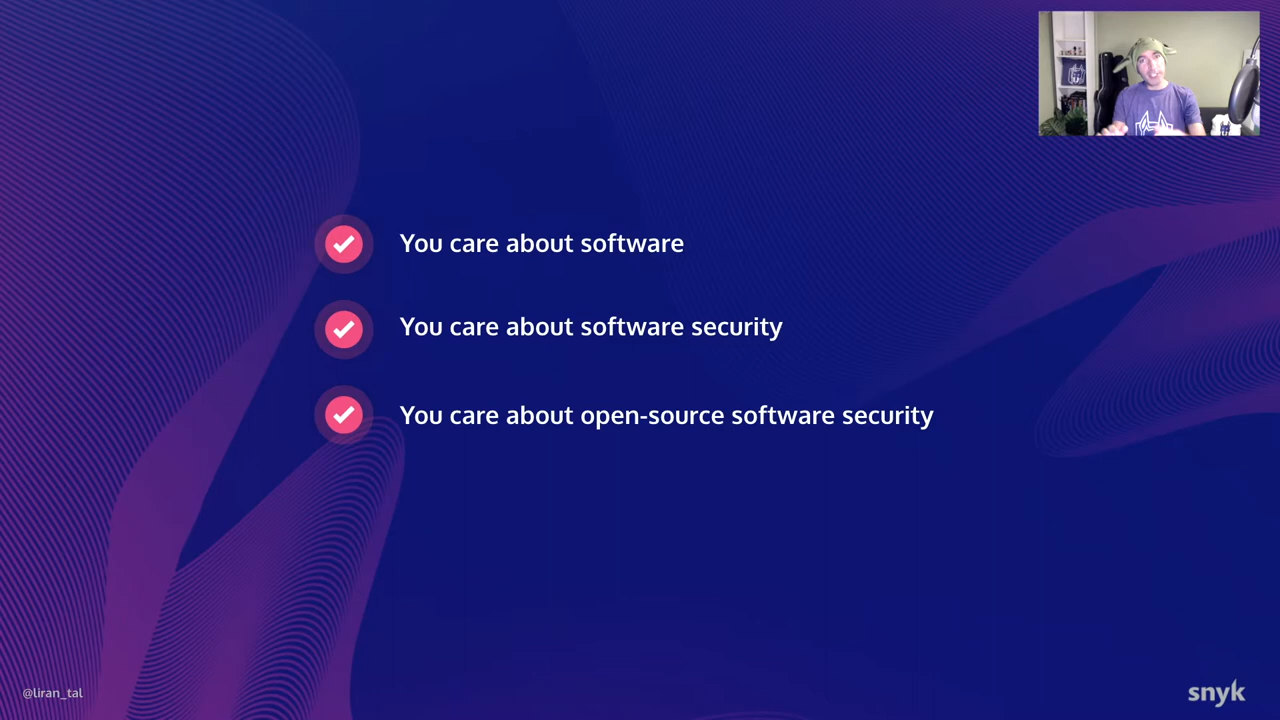 You care about software
You care about software security
You care about open-source software security
@liran_tal
snyk